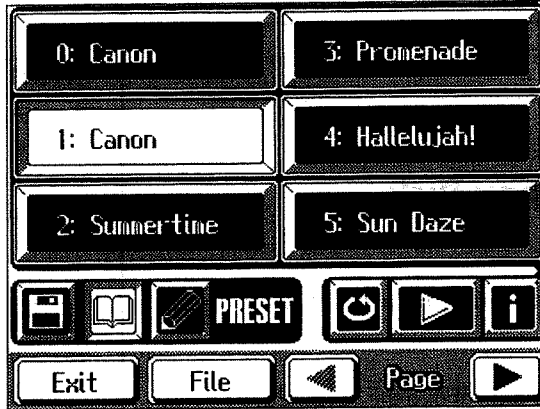 0: Canon
3: Promenade
1: Canon
4: Hallelujah!
2: Summertime
5: Sun Daze
PRESET
i
Exit
File
Page